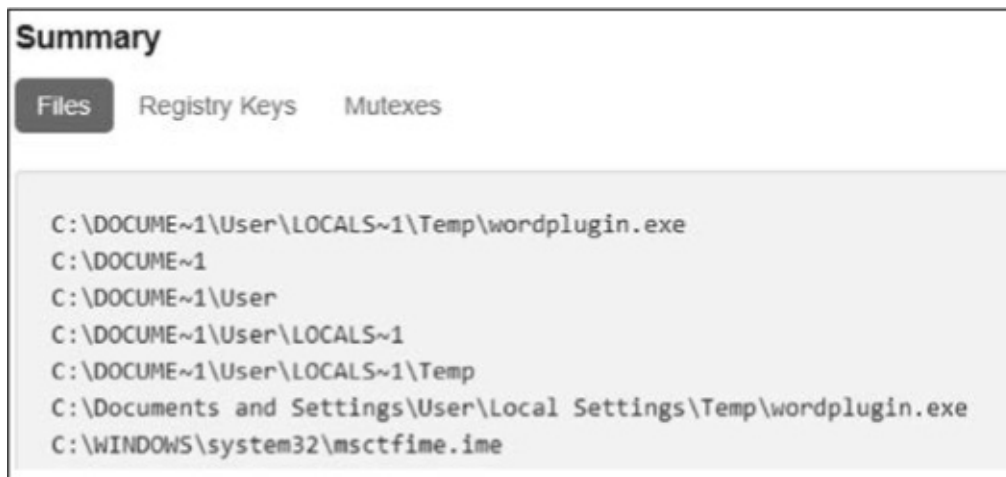 Summary
Files Registry Keys Mutexes
C:\DOCUME~1\User\LOCALS~1\Temp\wordplugin.exe
C:\DOCUME~1
C:\DOCUME~1\User
C:\DOCUME~1\User\LOCALS~1
C:\DOCUME~1\User\LOCALS~1\Temp
C:\Documents and Settings\User\Local Settings\Temp\wordplugin.exe
C:\WINDOWS\system32\msctfime.ime